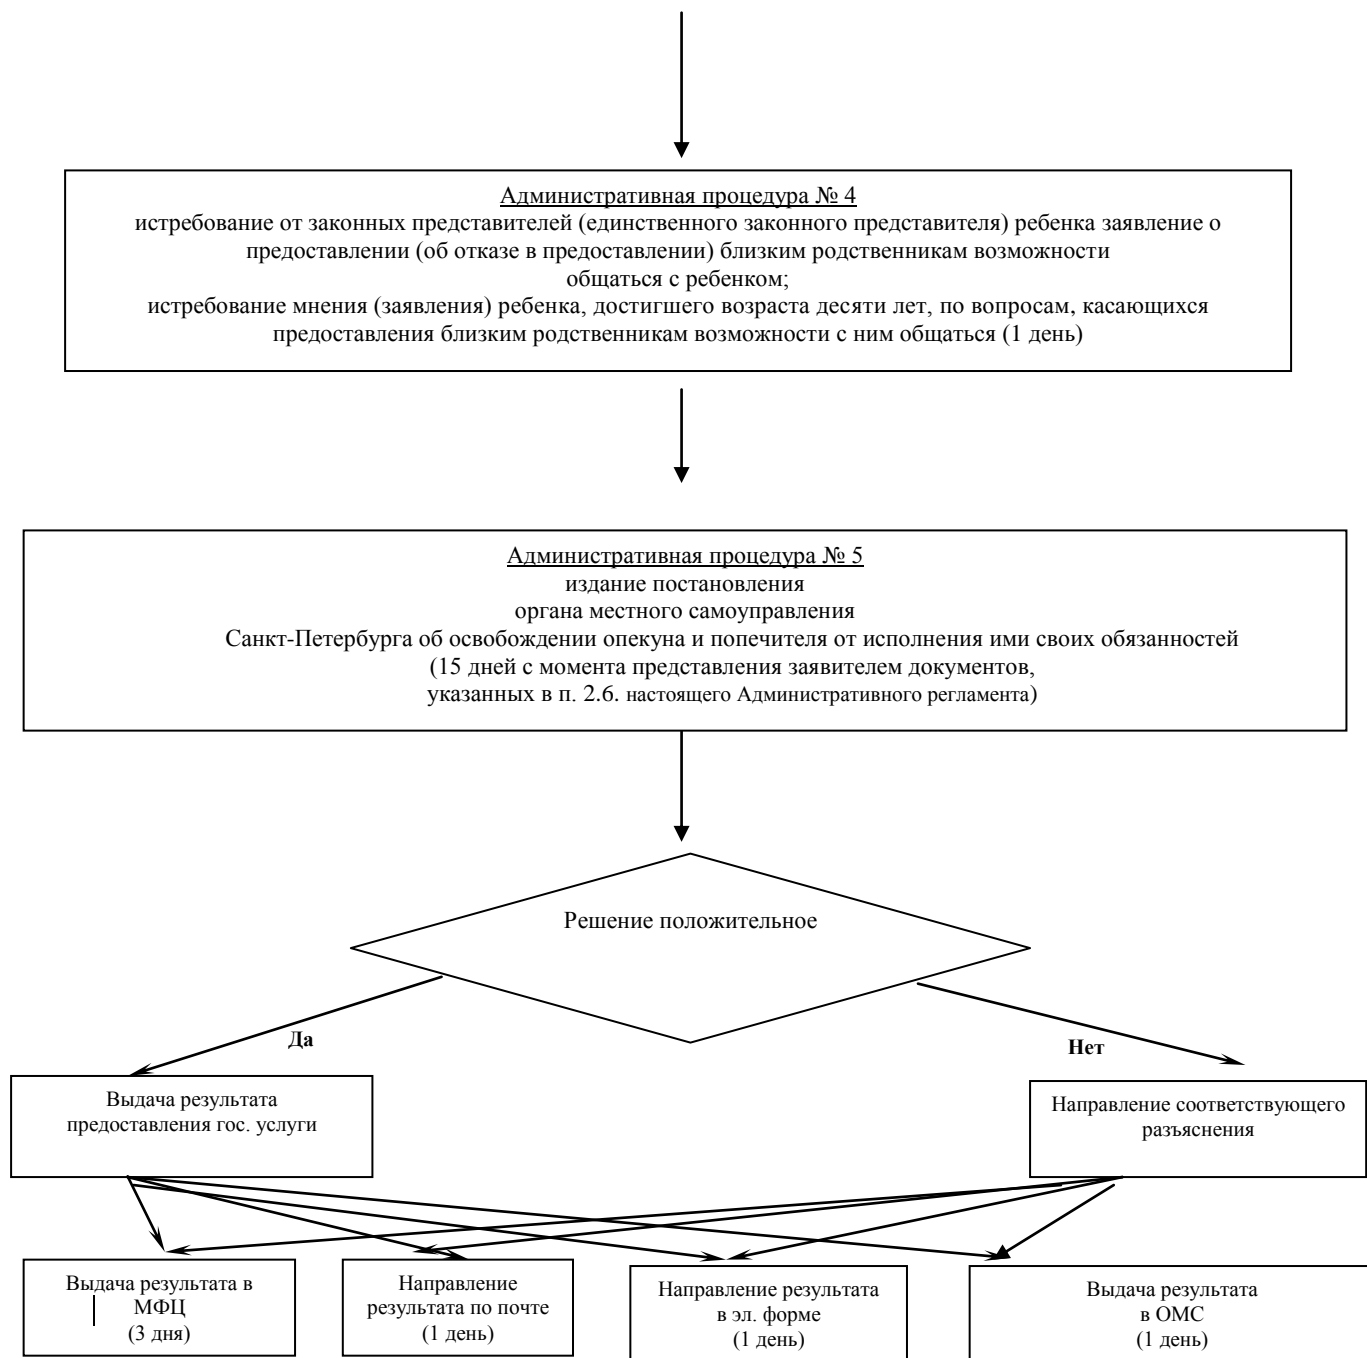 Административная процедура № 4
истребование от законных представителей (единственного законного представителя) ребенка заявление о
предоставлении (об отказе в предоставлении) близким родственникам возможности
общаться с ребенком;
истребование мнения (заявления) ребенка, достигшего возраста десяти лет, по вопросам, касающихся
предоставления близким родственникам возможности с ним общаться (1 день)
Административная процедура № 5
издание постановления
органа местного самоуправления
Санкт-Петербурга об освобождении опекуна и попечителя от исполнения ими своих обязанностей
(15 дней с момента представления заявителем документов,
указанных в п. 2.6. настоящего Административного регламента)
Решение положительное
Да
Нет
Выдача результата
предоставления гос. услуги
Направление соответствующего
разъяснения
Выдача результата в
МФЦ
(3 дня)
Направление
результата по почте
(1 день)
Направление результата
в эл. форме
(1 день)
Выдача результата
в ОМС
(1 день)